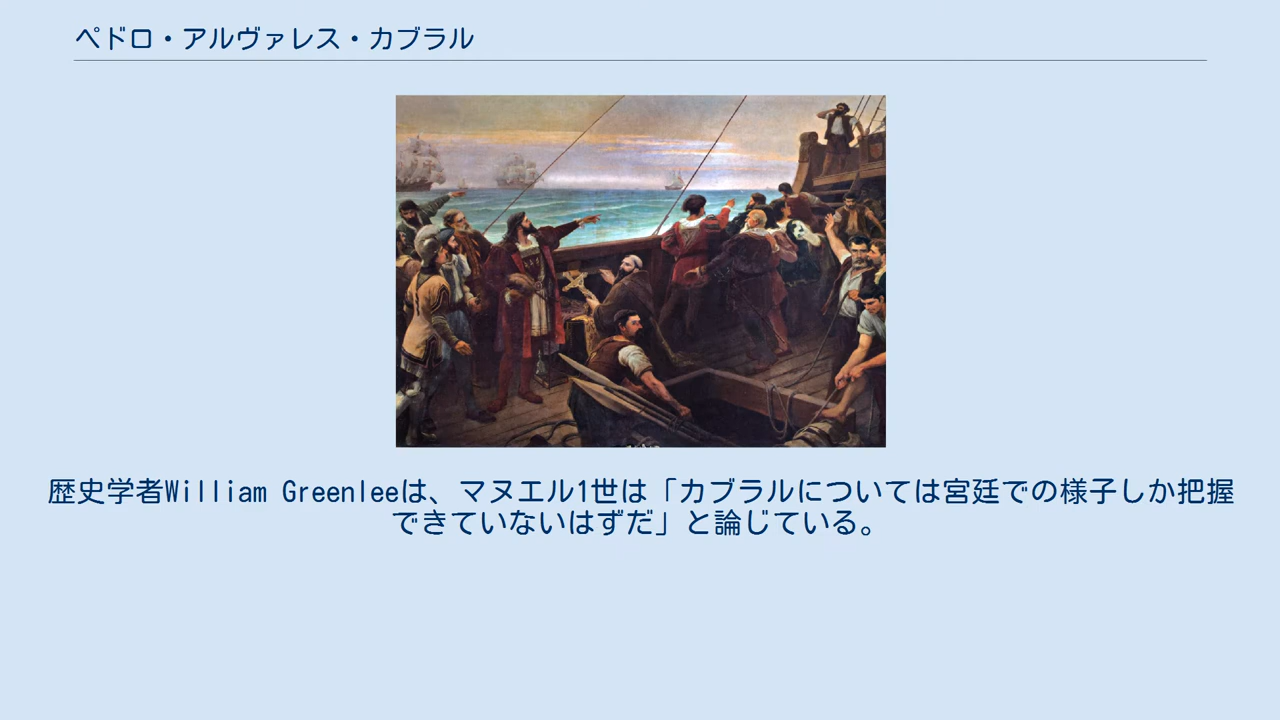 ペドロ・アルヴァレス・カブラル
歴史学者William Greenleeは、マヌエル1世は「カブラルについては宮廷での様子しか把握
できていないはずだ」と論じている。